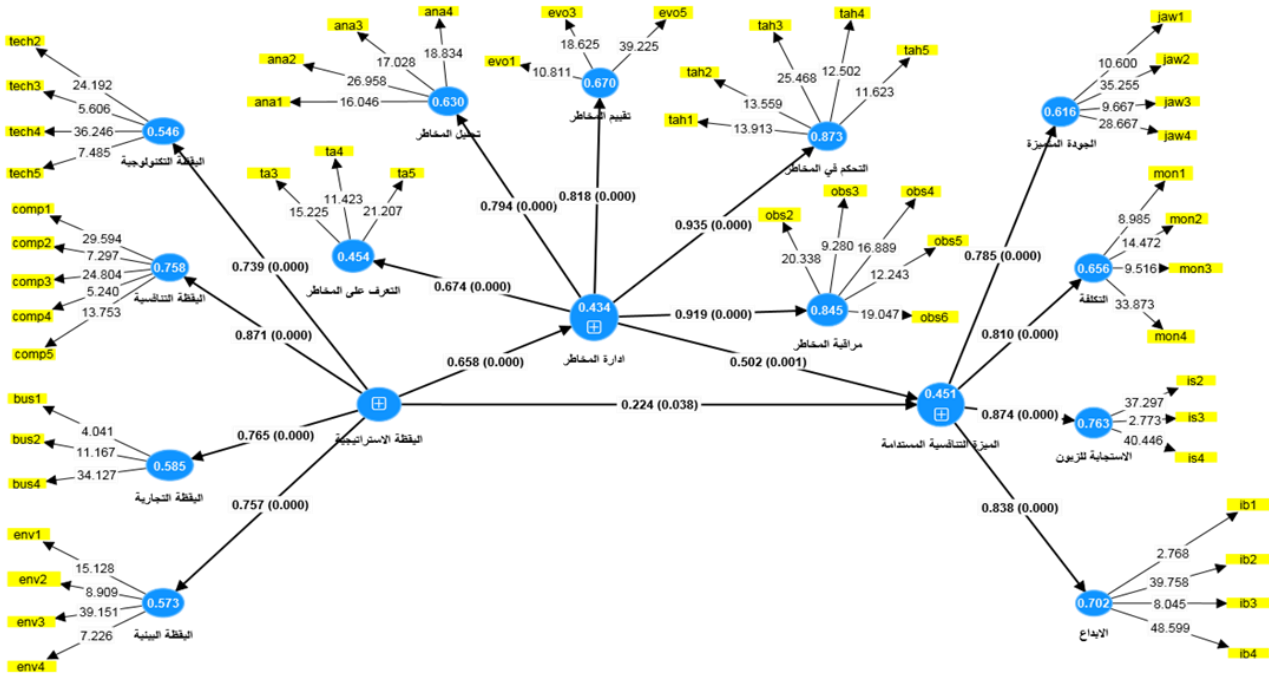 tech2
24.192
tech3
5.606
tech4
36.246
tech5
7.485
0.546
اليقظة التكنولوجية
comp1
29.594
comp2
7.297
comp3
24.804
comp4
5.240
comp5
13.753
0.758
اليقظة التنافسية
bus1
4.041
bus2
11.167
bus4
34.127
0.585
اليقظة التجارية
env1
15.128
env2
8.909
env3
39.151
env4
7.226
0.573
اليقظة البيئية
0.739 (0.000)
0.871 (0.000)
0.765 (0.000)
0.757 (0.000)
اليقظة الاستراتيجية
ana1
16.046
ana2
26.958
ana3
17.028
ana4
18.834
0.630
تحليل المخاطر
ta3
15.225
ta4
11.423
ta5
21.207
0.454
التعرف على المخاطر
evo1
10.811
evo3
18.625
evo5
39.225
0.670
تقييم المخاطر
tah1
13.913
tah2
13.559
tah3
25.468
tah4
12.502
tah5
11.623
0.873
التحكم في المخاطر
obs2
20.338
obs3
9.280
obs4
16.889
obs5
12.243
obs6
19.047
0.845
مراقبة المخاطر
0.794 (0.000)
0.818 (0.000)
0.935 (0.000)
0.674 (0.000)
0.919 (0.000)
0.434
ادارة المخاطر
0.658 (0.000)
0.502 (0.001)
0.224 (0.038)
0.451
الميزة التنافسية المستدامة
0.785 (0.000)
0.810 (0.000)
0.874 (0.000)
0.838 (0.000)
jaw1
10.600
jaw2
35.255
jaw3
9.667
jaw4
28.667
0.616
الجودة المتميزة
mon1
8.985
mon2
14.472
mon3
9.516
mon4
33.873
0.656
التكلفة
is2
37.297
is3
2.773
is4
40.446
0.763
الاستجابة للزبون
ib1
2.768
ib2
39.758
ib3
8.045
ib4
48.599
0.702
الابداع